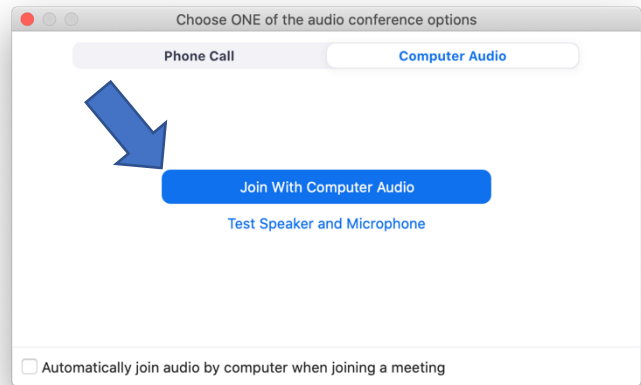 Choose ONE of the audio conference options
Phone Call
Computer Audio
Join With Computer Audio
Test Speaker and Microphone
Automatically join audio by computer when joining a meeting